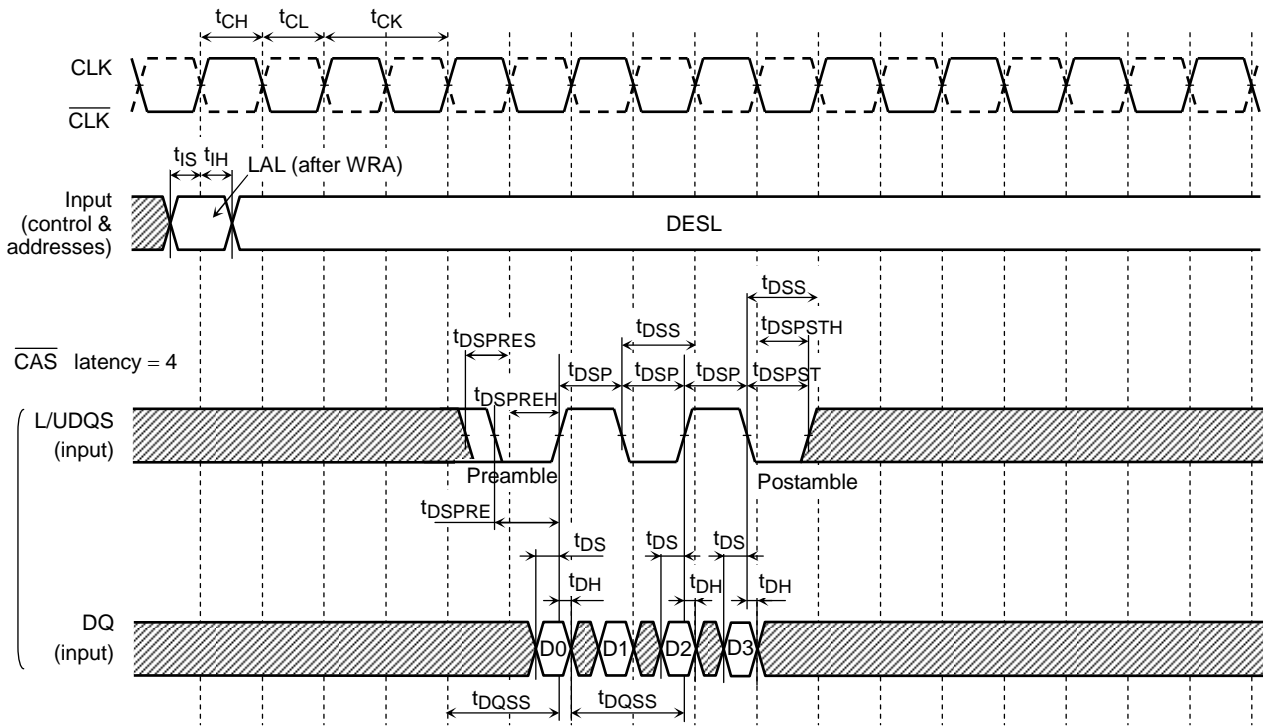 tCH tCL tCK
CLK
CLK
tIS tIH LAL (after WRA)
Input
(control &
addresses)
DESL
tDSS
tDSPRES tDSS tDSPSTH
CAS latency = 4
tDSP tDSP tDSP tDSPST
tDSPREH
L/UDQS
(input)
Preamble Postamble
tDSPRE
tDS tDS tDS
tDH tDH tDH
DQ
(input)
D0 D1 D2 D3
tDQSS tDQSS